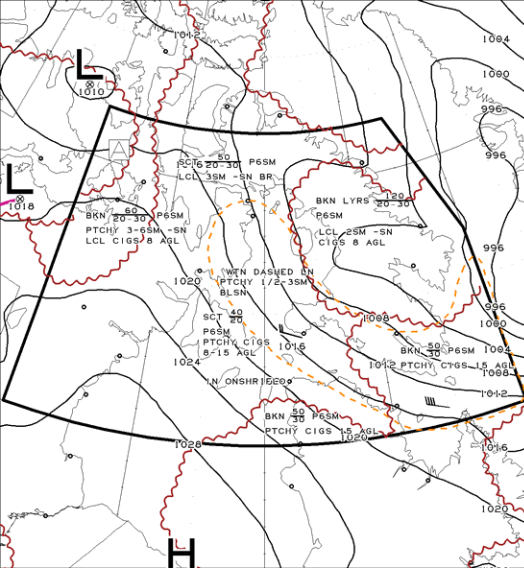 1012
1004
L
1000
1010
996
996
SCT 50/20-30 P6SM
LCL 3SM -SN BR
L
1018
BKN 60/20-30 P6SM
PTCHY 3-6SM -SN
LCL CIGS 8 AGL
BKN LYRS
20-30
P6SM
LCL 2SM -SN
CIGS 8 AGL
996
1020
WTN DASHED LN
PTCHY 1/2-3SM
BLSN
996
SCT 40/20
P6SM
PTCHY CIGS
8-15 AGL
1008
1000
1016
BKN 50/30 P6SM
PTCHY CIGS 15 AGL
1004
1024
1012
1008
IN ONSHRFLO
1012
BKN 50/30 P6SM
PTCHY CIGS 15 AGL
1028
1020
1016
1020
H